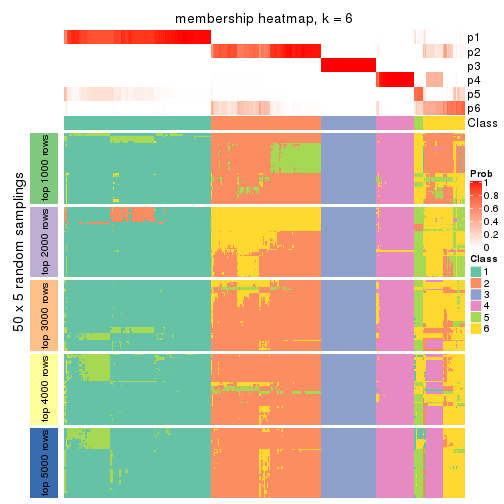 membership heatmap, k = 6
p1
p2
p3
p4
p5
p6
Class
50 x 5 random samplings
top 1000 rows
top 2000 rows
top 3000 rows
top 4000 rows
top 5000 rows
Prob
1
0.8
0.6
0.4
0.2
0
Class
1
2
3
4
5
6